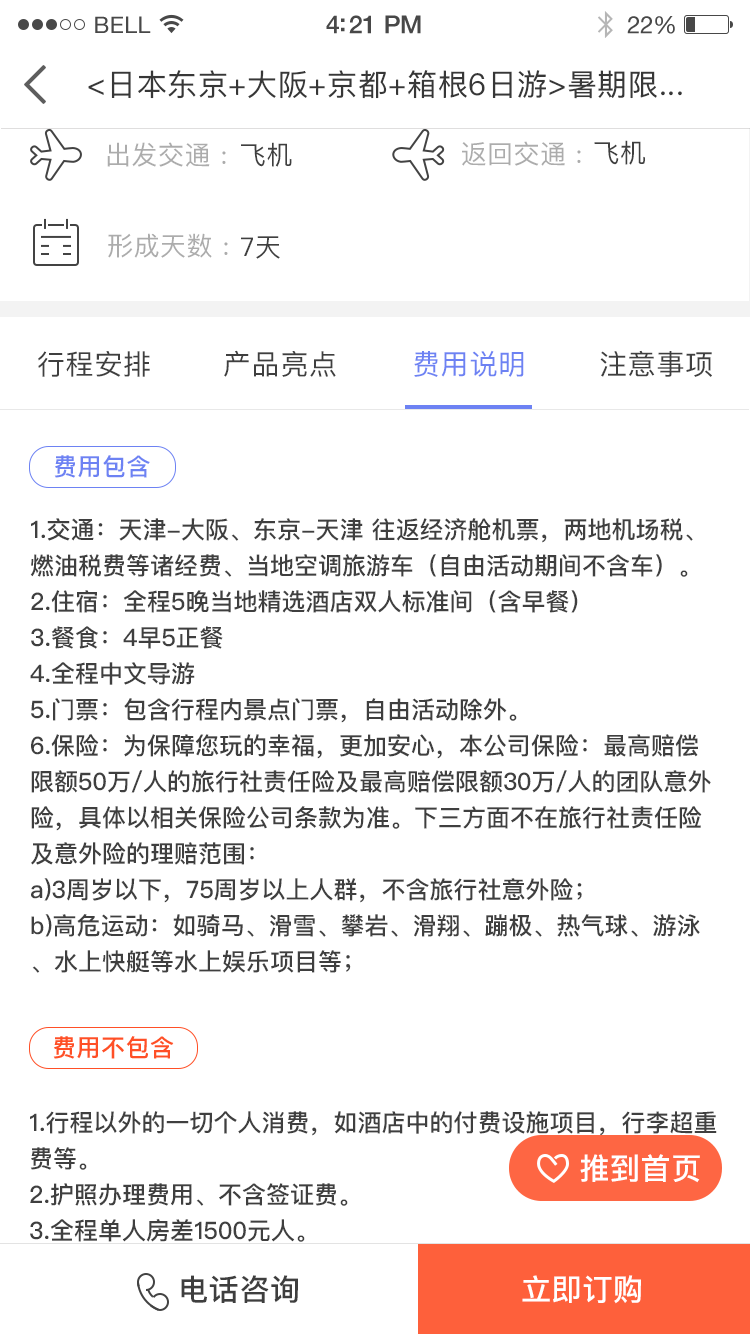 BELL 4:21 PM 22%
<日本东京+大阪+京都+箱根6日游>暑期限...
出发交通：飞机 返回交通：飞机
形成天数：7天
行程安排 产品亮点 费用说明 注意事项
费用包含
1.交通：天津–大阪、东京–天津 往返经济舱机票，两地机场税、
燃油税费等诸经费、当地空调旅游车（自由活动期间不含车）。
2.住宿：全程5晚当地精选酒店双人标准间（含早餐）
3.餐食：4早5正餐
4.全程中文导游
5.门票：包含行程内景点门票，自由活动除外。
6.保险：为保障您玩的幸福，更加安心，本公司保险：最高赔偿
限额50万/人的旅行社责任险及最高赔偿限额30万/人的团队意外
险，具体以相关保险公司条款为准。下三方面不在旅行社责任险
及意外险的理赔范围：
a)3周岁以下，75周岁以上人群，不含旅行社意外险；
b)高危运动：如骑马、滑雪、攀岩、滑翔、蹦极、热气球、游泳
、水上快艇等水上娱乐项目等；
费用不包含
1.行程以外的一切个人消费，如酒店中的付费设施项目，行李超重
费等。
推到首页
2.护照办理费用、不含签证费。
3.全程单人房差1500元人。
电话咨询 立即订购